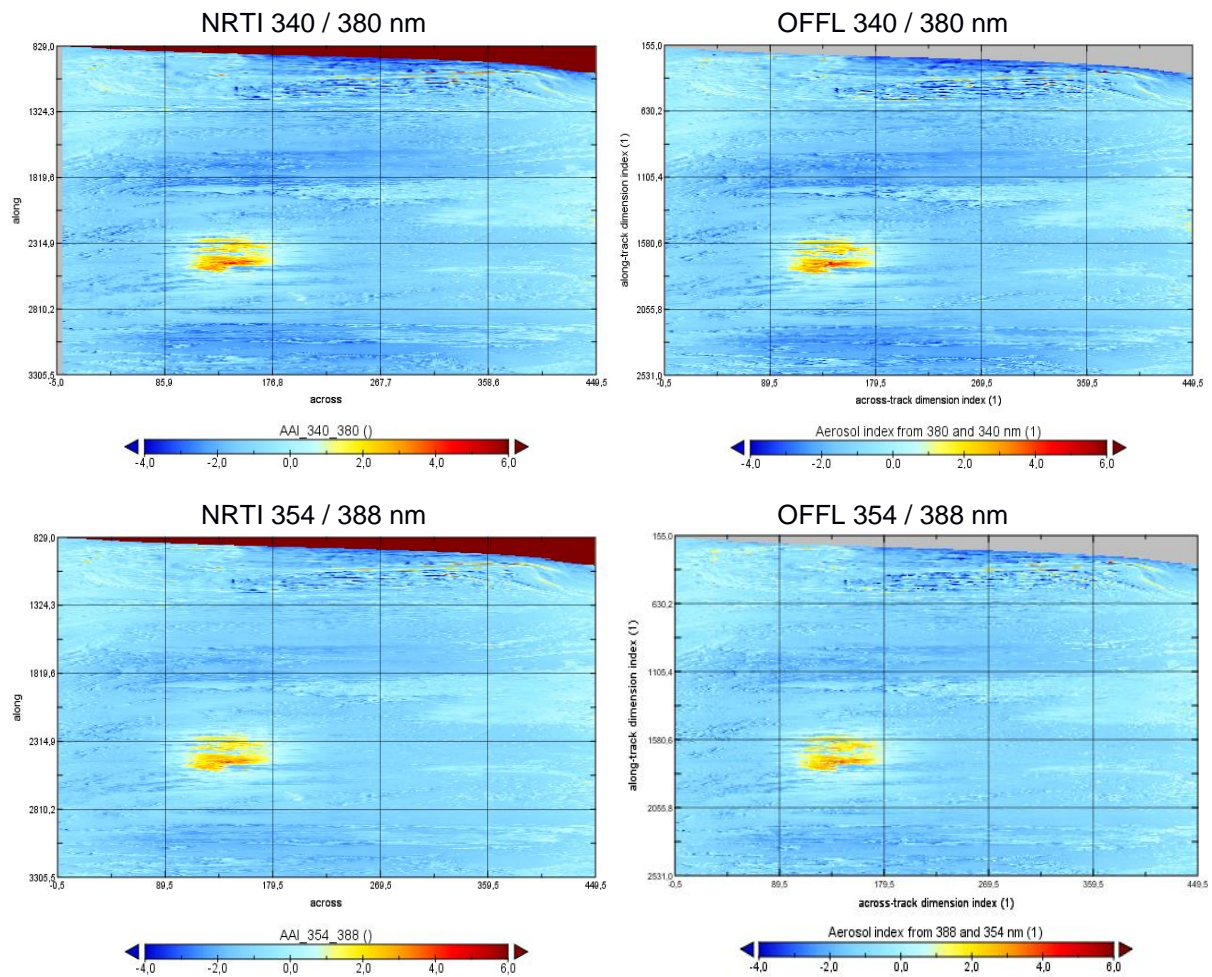 NRTI 340 / 380 nm
829,0
1324,3
1819,6
2314,9
2810,2
3305,5
along
-5,0 85,9 176,8 267,7 358,6 449,5
across
AAI_340_380 ()
-4,0 -2,0 0,0 2,0 4,0 6,0
OFFL 340 / 380 nm
155,0
630,2
1105,4
1580,6
2055,8
2531,0
along-track dimension index (1)
-0,5 89,5 179,5 269,5 359,5 449,5
across-track dimension index (1)
Aerosol index from 380 and 340 nm (1)
-4,0 -2,0 0,0 2,0 4,0 6,0
NRTI 354 / 388 nm
829,0
1324,3
1819,6
2314,9
2810,2
3305,5
along
-0,5 89,5 179,5 269,5 359,5 449,5
across
AAI_354_388 ()
-4,0 -2,0 0,0 2,0 4,0 6,0
OFFL 354 / 388 nm
155,0
630,2
1105,4
1580,6
2055,8
2531,0
along-track dimension index (1)
-0,5 89,5 179,5 269,5 359,5 449,5
across-track dimension index (1)
Aerosol index from 388 and 354 nm (1)
-4,0 -2,0 0,0 2,0 4,0 6,0